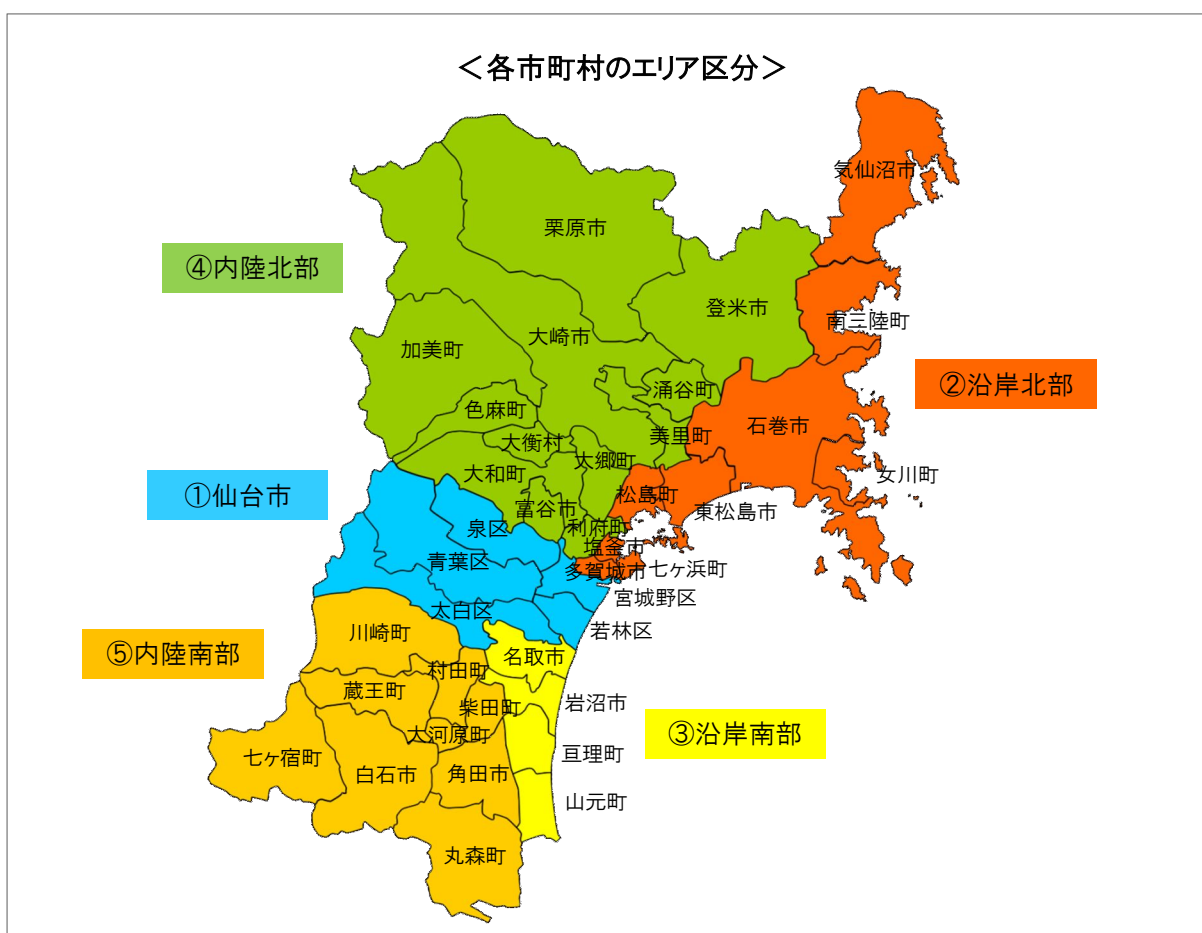 ＜各市町村のエリア区分＞
気仙沼市
栗原市
④内陸北部
登米市
南三陸町
大崎市
加美町
②沿岸北部
涌谷町
色麻町
石巻市
美里町
大衡村
大郷町
大和町
女川町
①仙台市
松島町
富谷市
東松島市
泉区
利府町
塩釜市
青葉区
多賀城市
七ヶ浜町
宮城野区
太白区
川崎町
若林区
⑤内陸南部
名取市
村田町
蔵王町
岩沼市
柴田町
③沿岸南部
大河原町
七ヶ宿町
亘理町
白石市
角田市
山元町
丸森町